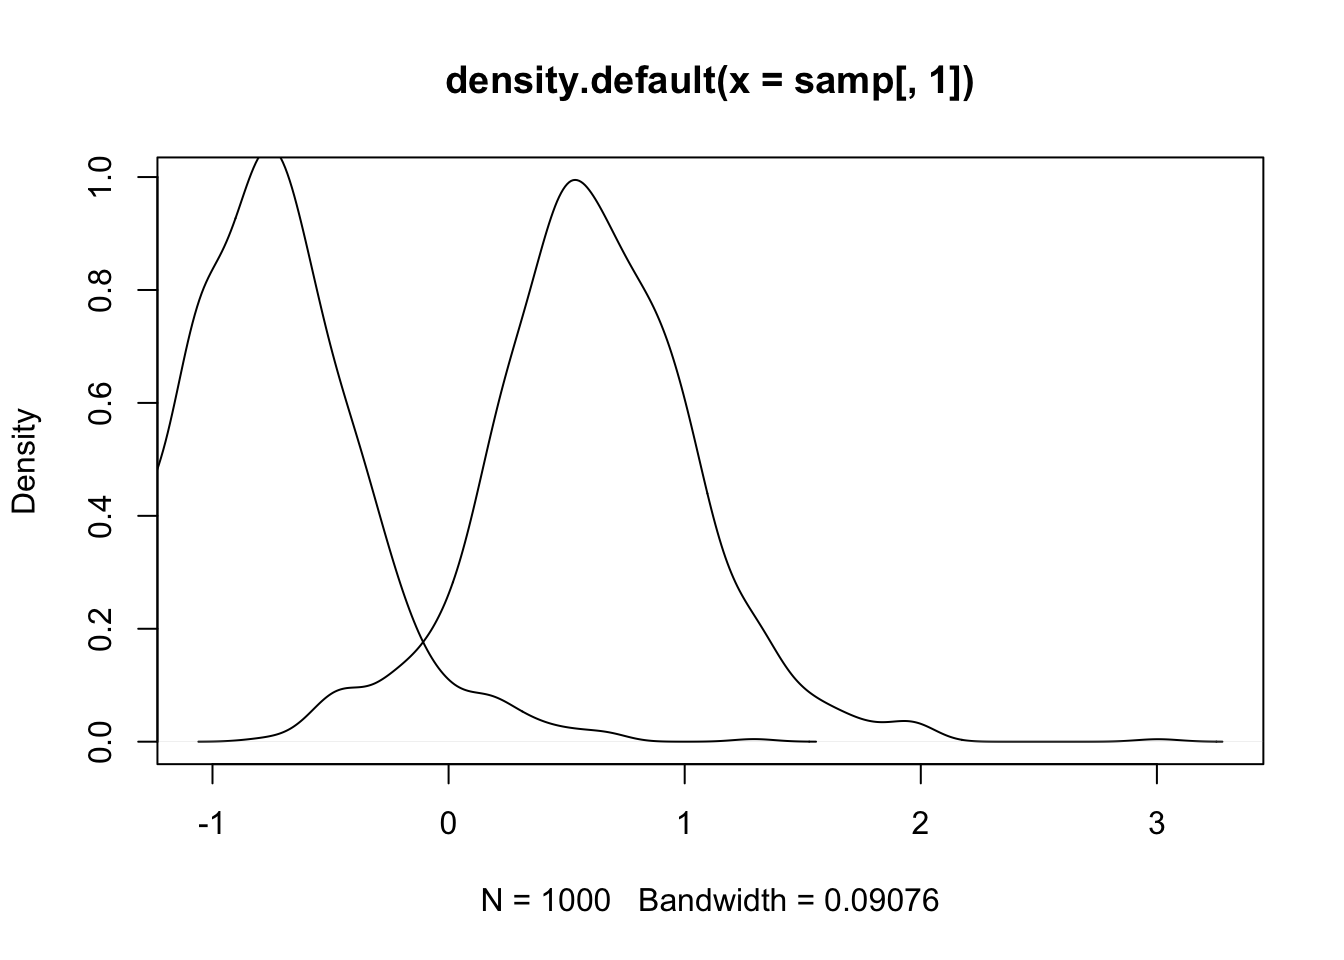 density.default(x = samp[, 1])
Density
1.0
0.8
0.6
0.4
0.2
0.0
-1 0 1 2 3
N = 1000 Bandwidth = 0.09076